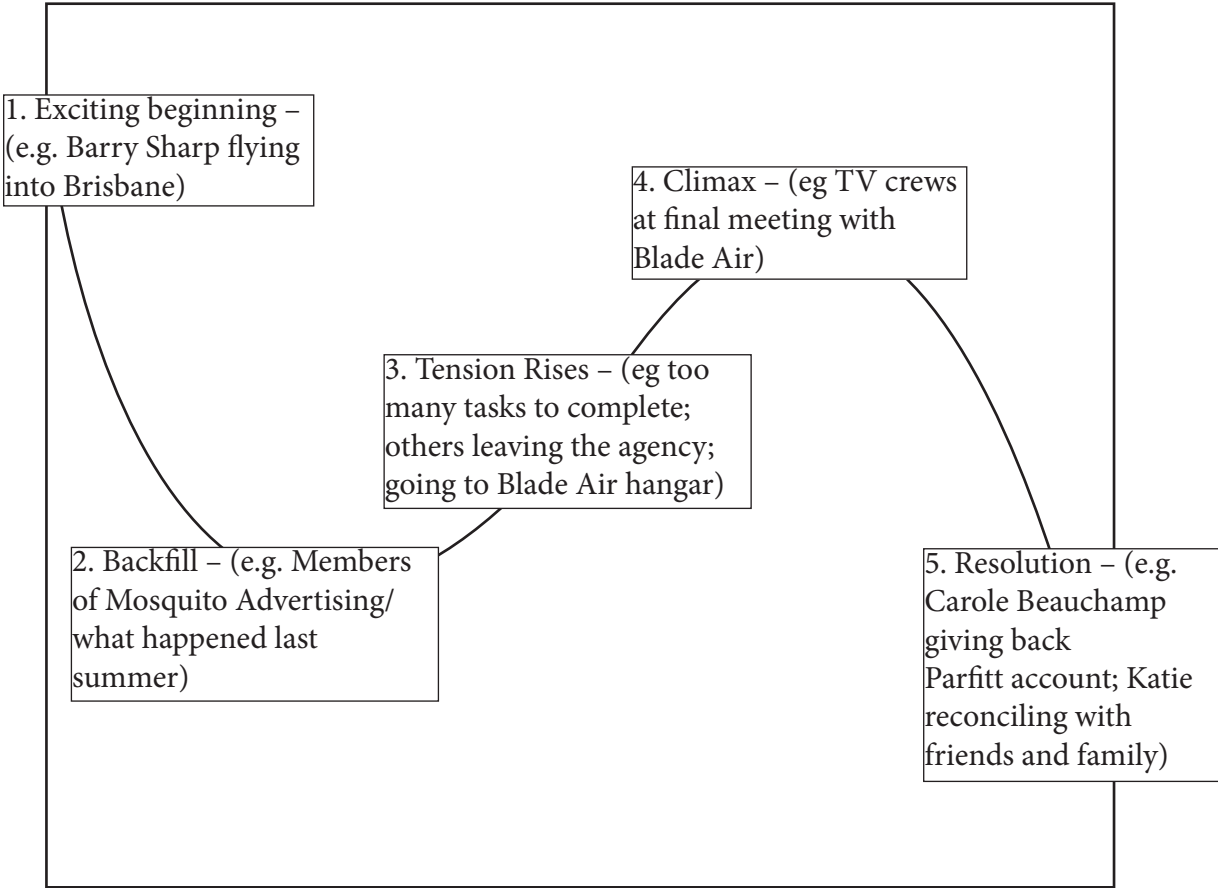 1. Exciting beginning –
(e.g. Barry Sharp flying
into Brisbane)
2. Backfill – (e.g. Members
of Mosquito Advertising/
what happened last
summer)
3. Tension Rises – (eg too
many tasks to complete;
others leaving the agency;
going to Blade Air hangar)
4. Climax – (eg TV crews
at final meeting with
Blade Air)
5. Resolution – (e.g.
Carole Beauchamp
giving back
Parfitt account; Katie
reconciling with
friends and family)